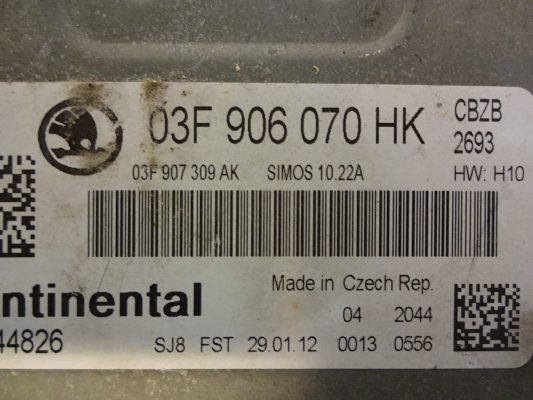 03F 906 070 HK CBZB
2693
03F 907 309 AK SIMOS 10.22A HW: H10
ntinental Made in Czech Rep.
04 2044
44826 SJ8 FST 29.01.12 0013 0556